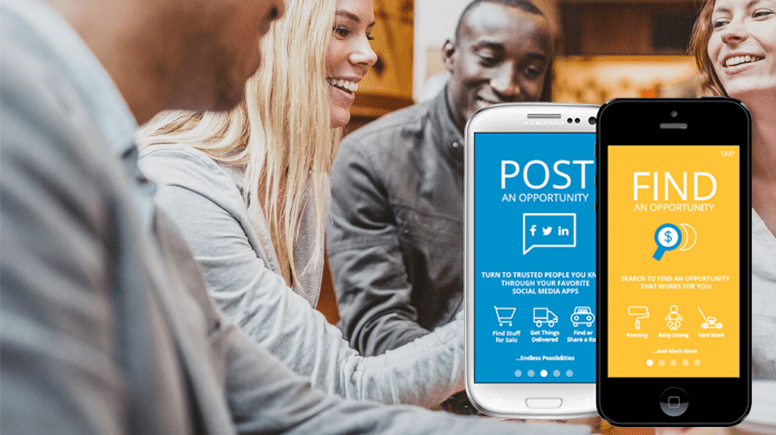 POST
AN OPPORTUNITY
f in
TURN TO TRUSTED PEOPLE YOU
THROUGH YOUR FAVORITE
SOCIAL MEDIA APPS
Find Stuff
for Sale
Get Things
Delivered
Find or
Share a
...Endless Possibilities
SKIP
FIND
AN OPPORTUNITY
$
SEARCH TO FIND AN OPPORTUNITY
THAT WORKS FOR YOU:
Painting
Baby Sitting
Yard Work
...And Much More